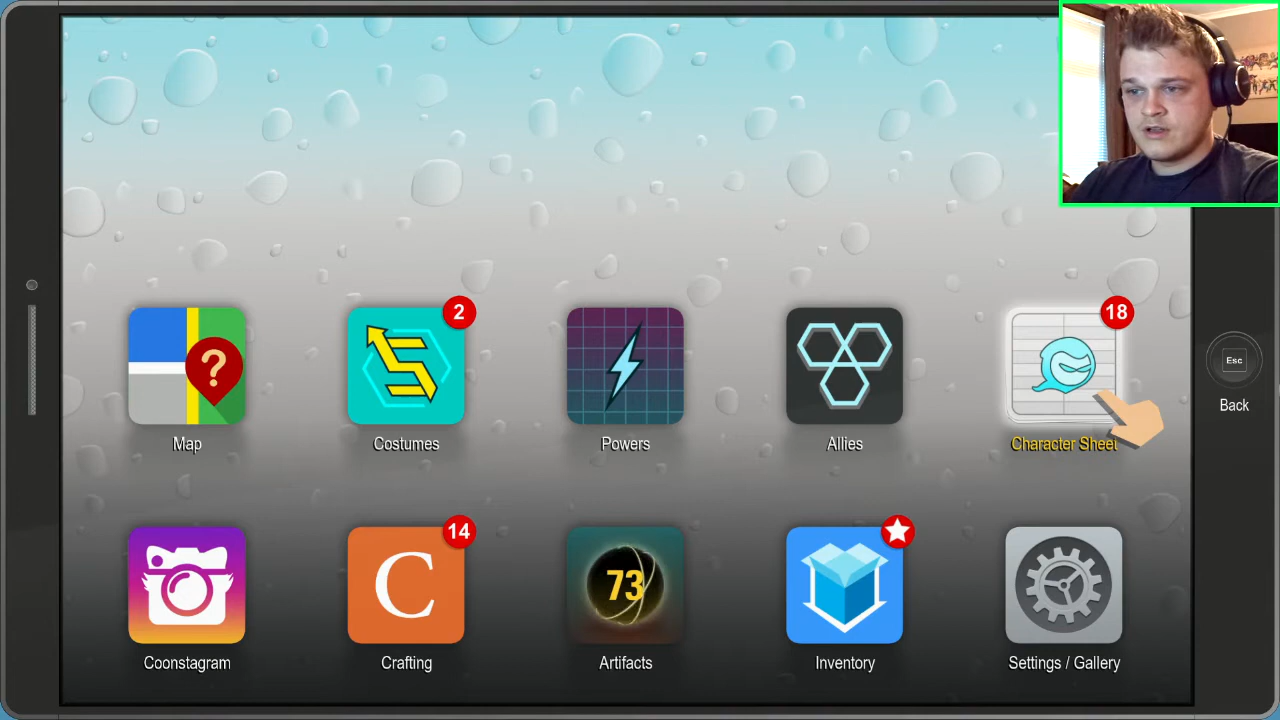 2
18
?
Esc
Map
Costumes
Powers
Allies
Character Sheet
Back
14
C
73
Coonstagram
Crafting
Artifacts
Inventory
Settings / Gallery